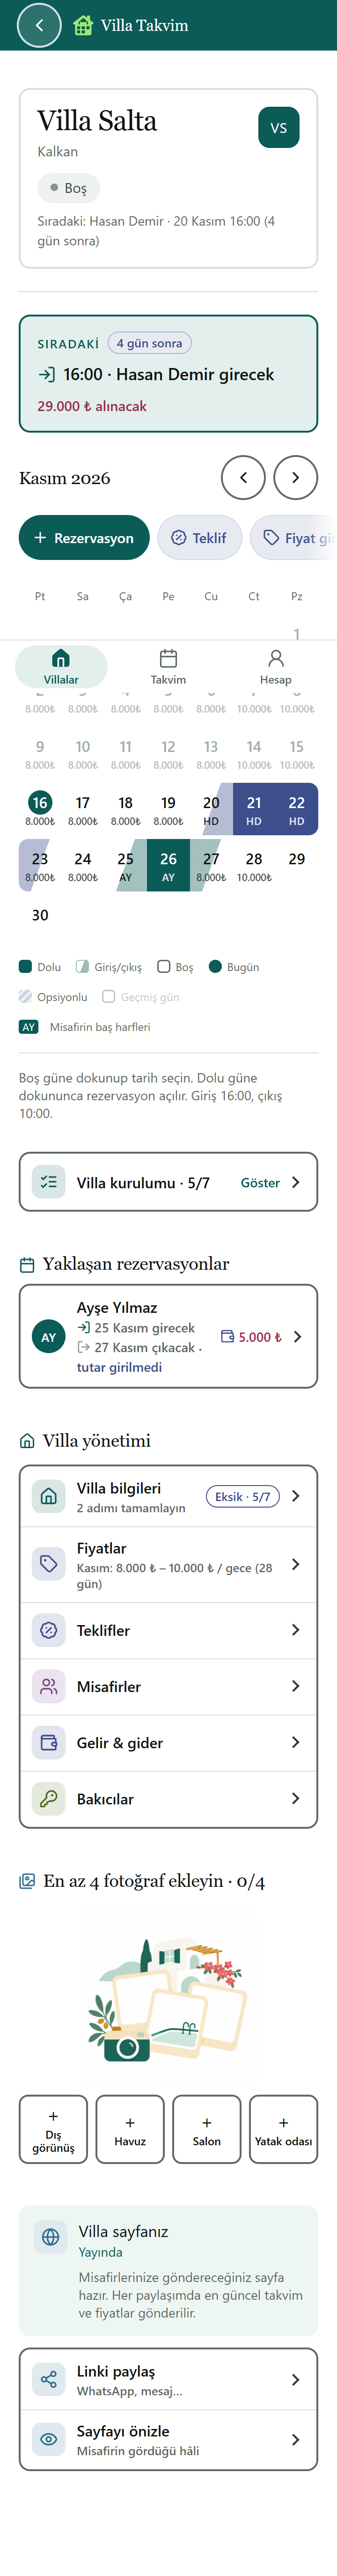 Villa Takvim
Villa Salta
VS
Kalkan
Boş
Sıradaki: Hasan Demir · 20 Kasım 16:00 (4
gün sonra)
SIRADAKİ 4 gün sonra
16:00 · Hasan Demir girecek
29.000 ₺ alınacak
Kasım 2026
Rezervasyon Teklif Fiyat gir
Pt Sa Ça Pe Cu Ct Pz
1
Villalar Takvim Hesap
8.000₺ 8.000₺ 8.000₺ 8.000₺ 8.000₺ 10.000₺ 10.000₺
9 10 11 12 13 14 15
8.000₺ 8.000₺ 8.000₺ 8.000₺ 8.000₺ 10.000₺ 10.000₺
16 17 18 19 20 21 22
8.000₺ 8.000₺ 8.000₺ 8.000₺ HD HD HD
23 24 25 26 27 28 29
8.000₺ 8.000₺ AY AY 8.000₺ 10.000₺
30
Dolu Giriş/çıkış Boş Bugün
Opsiyonlu Geçmiş gün
AY Misafirin baş harfleri
Boş güne dokunup tarih seçin. Dolu güne
dokununca rezervasyon açılır. Giriş 16:00, çıkış
10:00.
Villa kurulumu · 5/7 Göster
Yaklaşan rezervasyonlar
AY
Ayşe Yılmaz
25 Kasım girecek
27 Kasım çıkacak ·
tutar girilmedi
5.000 ₺
Villa yönetimi
Villa bilgileri
2 adımı tamamlayın
Eksik · 5/7
Fiyatlar
Kasım: 8.000 ₺ – 10.000 ₺ / gece (28
gün)
Teklifler
Misafirler
Gelir & gider
Bakıcılar
En az 4 fotoğraf ekleyin · 0/4
+ + + +
Dış
görünüş
Havuz
Salon
Yatak odası
Villa sayfanız
Yayında
Misafirlerinize göndereceğiniz sayfa
hazır. Her paylaşımda en güncel takvim
ve fiyatlar gönderilir.
Linki paylaş
WhatsApp, mesaj...
Sayfayı önizle
Misafirin gördüğü hâli